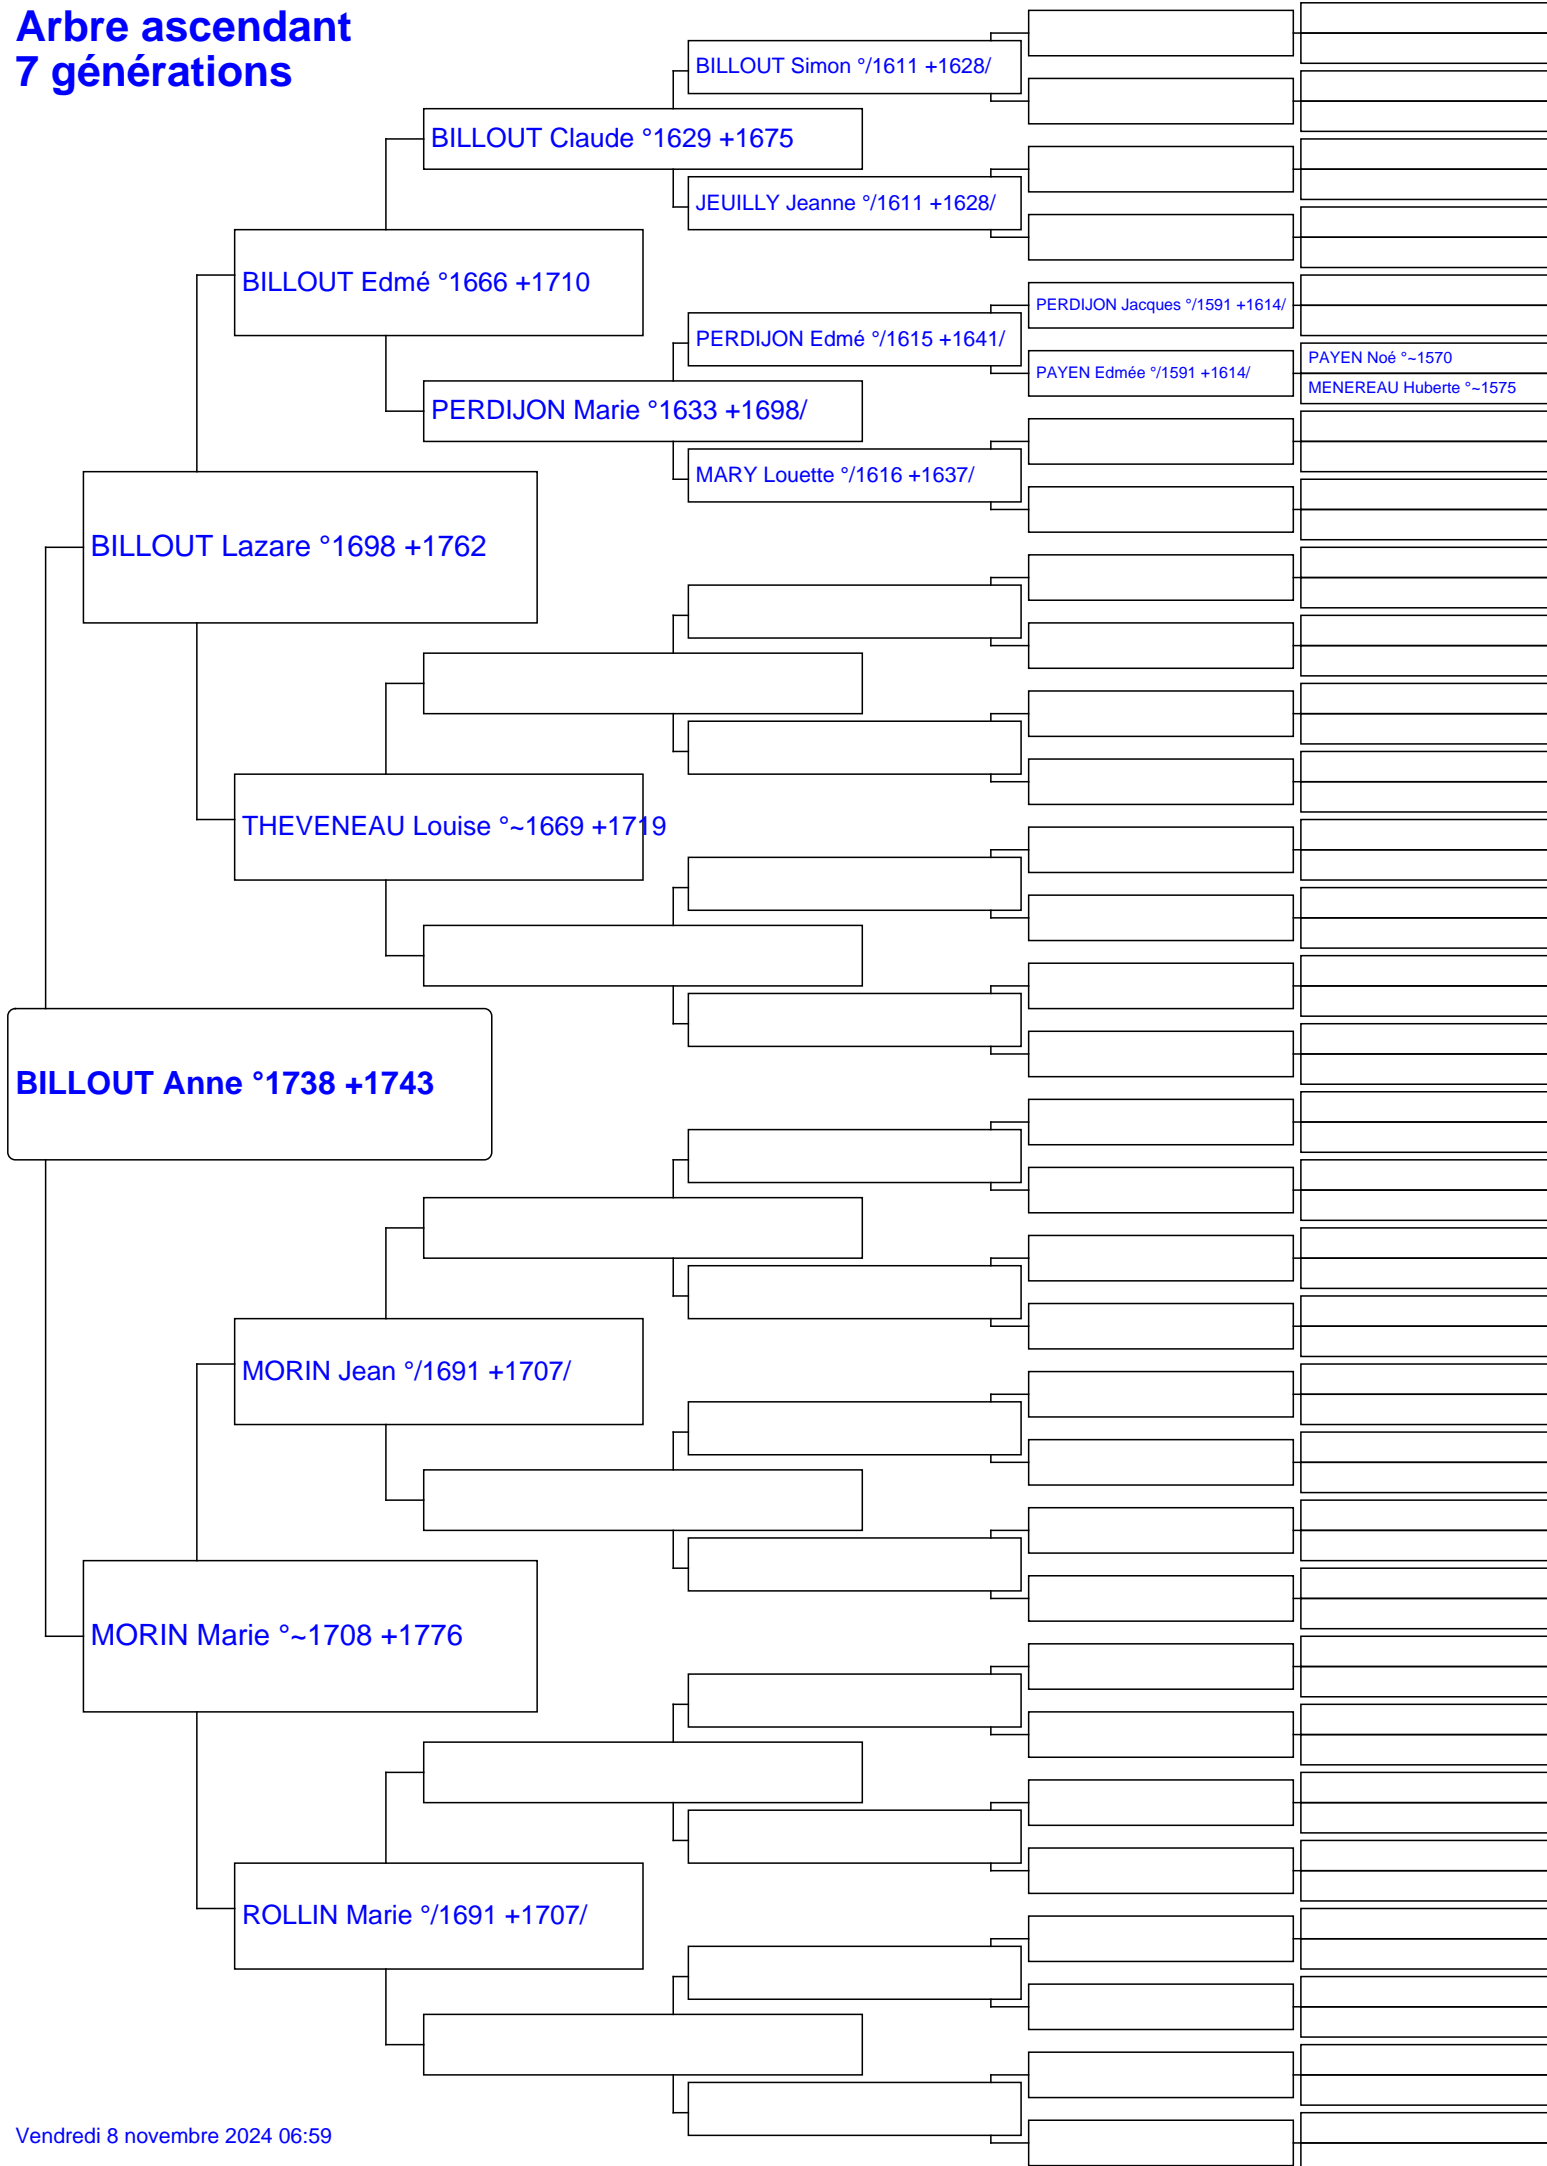 Arbre ascendant
7 générations
BILLOUT Simon °/1611 +1628/
BILLOUT Claude °1629 +1675
JEUILLY Jeanne °/1611 +1628/
BILLOUT Edmé °1666 +1710
PERDIJON Jacques °/1591 +1614/
PERDIJON Edmé °/1615 +1641/
PAYEN Noé °~1570
PAYEN Edmée °/1591 +1614/
MENEREAU Huberte °~1575
PERDIJON Marie °1633 +1698/
MARY Louette °/1616 +1637/
BILLOUT Lazare °1698 +1762
THEVENEAU Louise °~1669 +1719
BILLOUT Anne °1738 +1743
MORIN Jean °/1691 +1707/
MORIN Marie °~1708 +1776
ROLLIN Marie °/1691 +1707/
Vendredi 8 novembre 2024 06:59